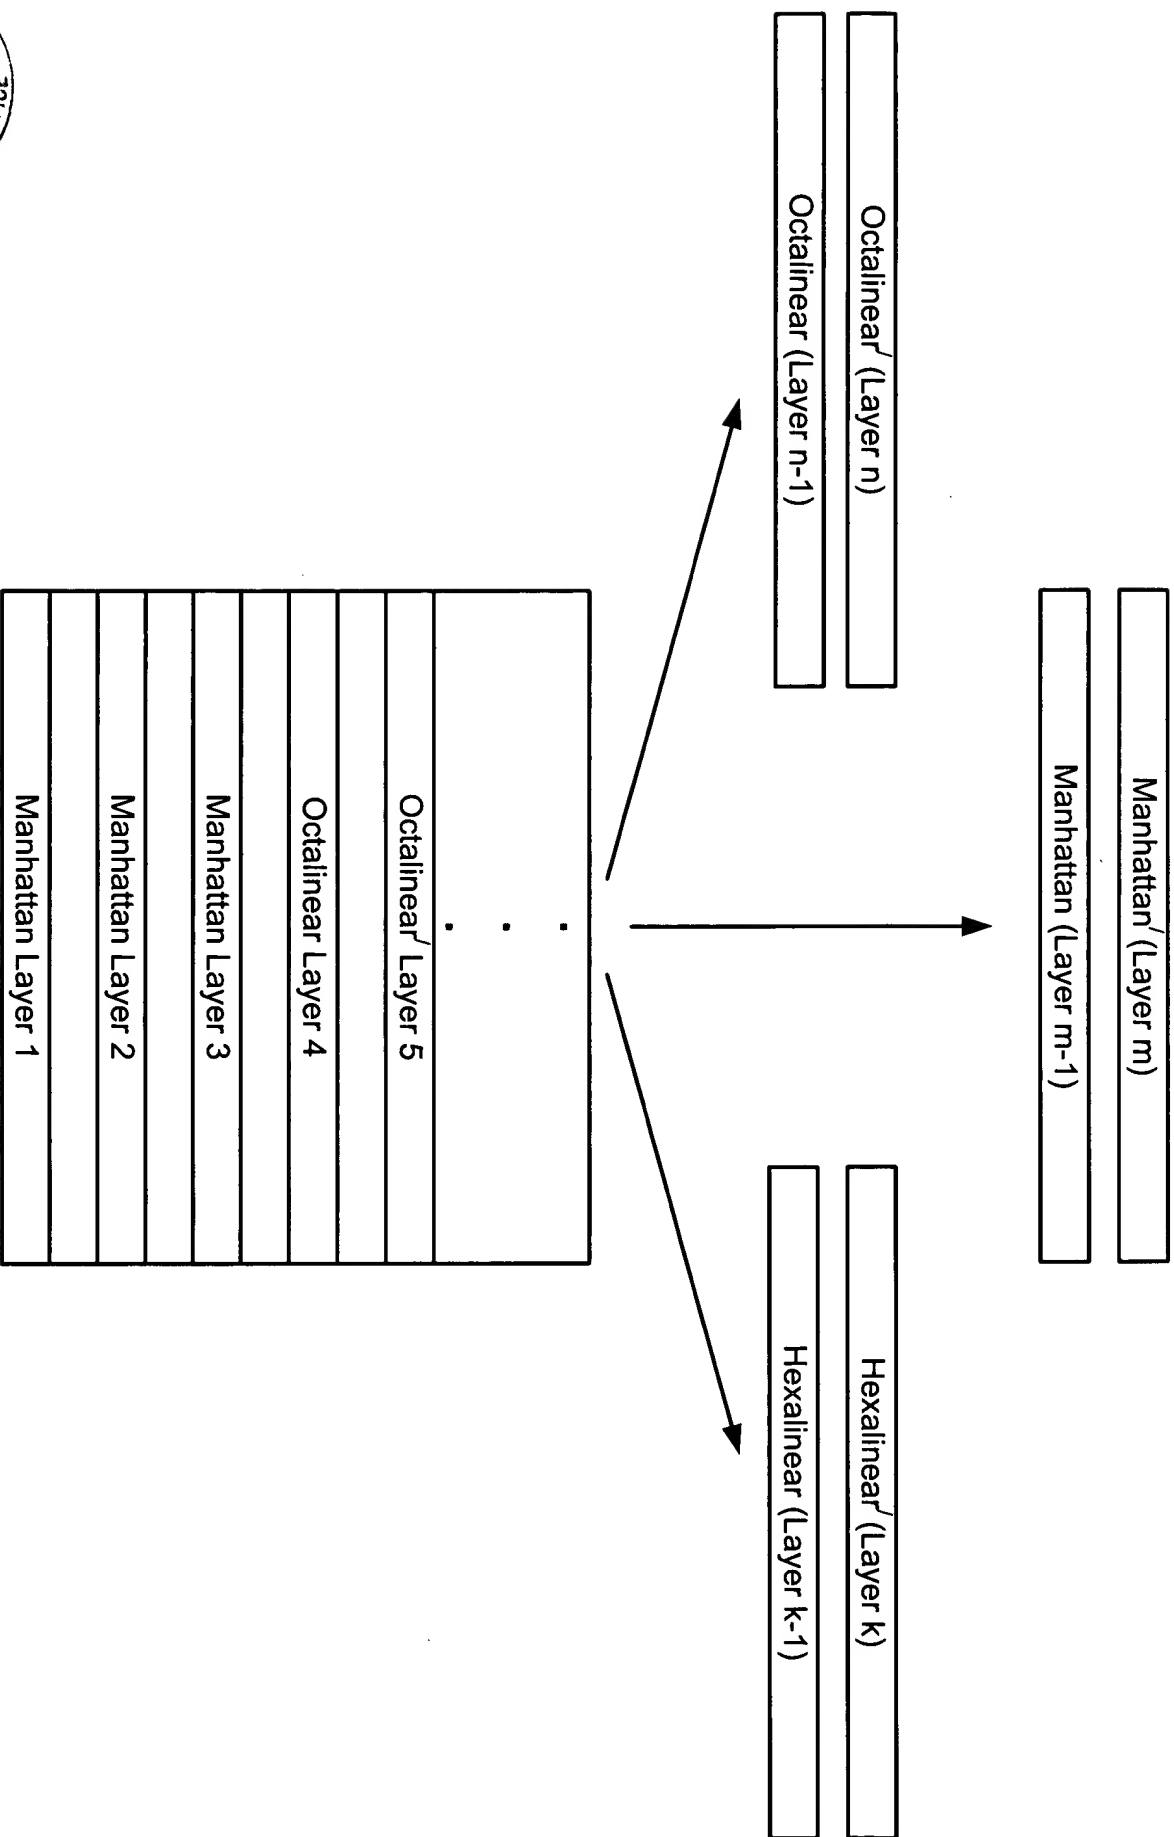 Manhattan′ (Layer m)
Manhattan (Layer m-1)
Octalinear′ (Layer n)
Octalinear (Layer n-1)
Hexalinear′ (Layer k)
Hexalinear (Layer k-1)
Octalinear′ Layer 5
Octalinear Layer 4
Manhattan Layer 3
Manhattan Layer 2
Manhattan Layer 1